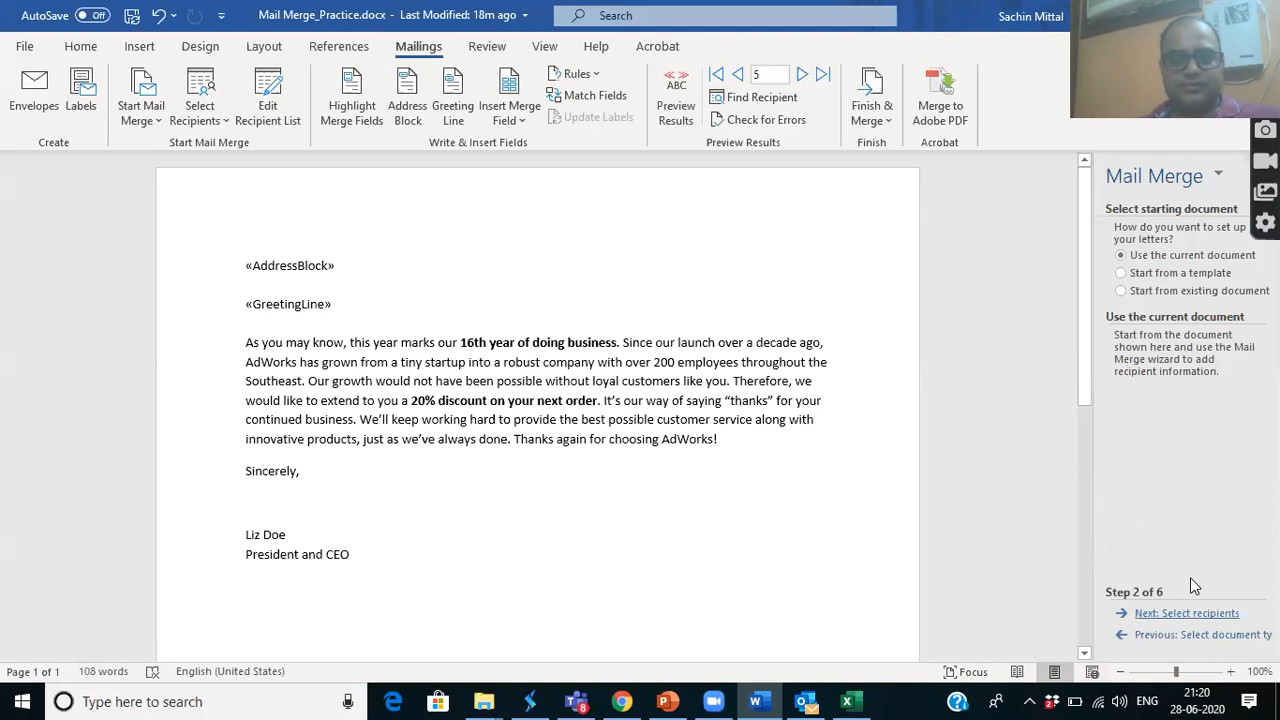 AutoSave Off Mail Merge_Practice.docx - Last Modified: 18m ago Search Sachin Mittal
File Home Insert Design Layout References Mailings Review View Help Acrobat
Envelopes Labels Start Mail Merge Select Recipients Edit Recipient List Highlight Merge Fields Address Block Greeting Line Insert Merge Field Rules Match Fields Update Labels ABC Preview Results 5 Find Recipient Check for Errors Finish & Merge Merge to Adobe PDF
Create Start Mail Merge Write & Insert Fields Preview Results Finish Acrobat
«AddressBlock»
«GreetingLine»
As you may know, this year marks our 16th year of doing business. Since our launch over a decade ago,
AdWorks has grown from a tiny startup into a robust company with over 200 employees throughout the
Southeast. Our growth would not have been possible without loyal customers like you. Therefore, we
would like to extend to you a 20% discount on your next order. It’s our way of saying “thanks” for your
continued business. We’ll keep working hard to provide the best possible customer service along with
innovative products, just as we’ve always done. Thanks again for choosing AdWorks!
Sincerely,
Liz Doe
President and CEO
Mail Merge
Select starting document
How do you want to set up
your letters?
Use the current document
Start from a template
Start from existing document
Use the current document
Start from the document
shown here and use the Mail
Merge wizard to add
recipient information.
Step 2 of 6
Next: Select recipients
Previous: Select document ty
Page 1 of 1 108 words English (United States) Focus 100%
Type here to search 8 2 ENG 21:20
28-06-2020